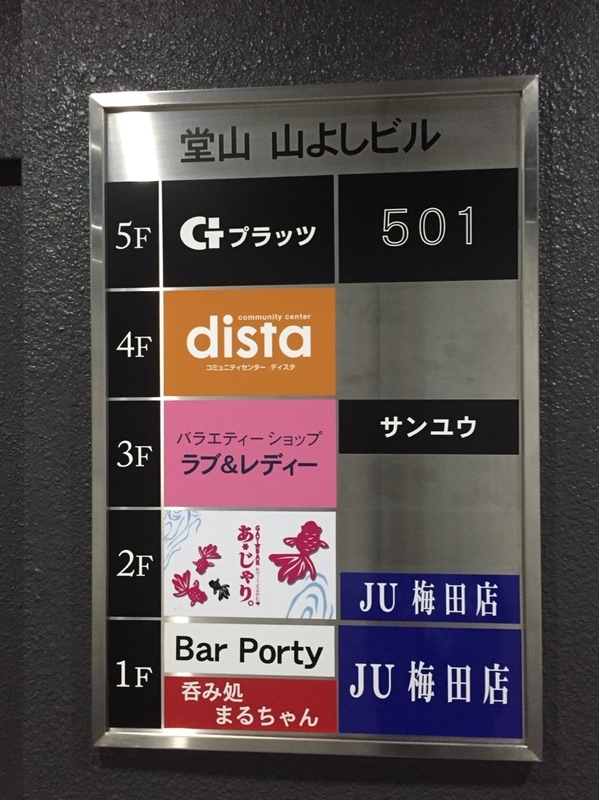 堂山 山よしビル
5F
プラッツ
501
4F
community center
dista
コミュニティセンター ディスタ
3F
バラエティー ショップ
ラブ&レディー
サンユウ
2F
あ*じゃり。
JU 梅田店
1F
Bar Porty
呑み処
まるちゃん
JU 梅田店